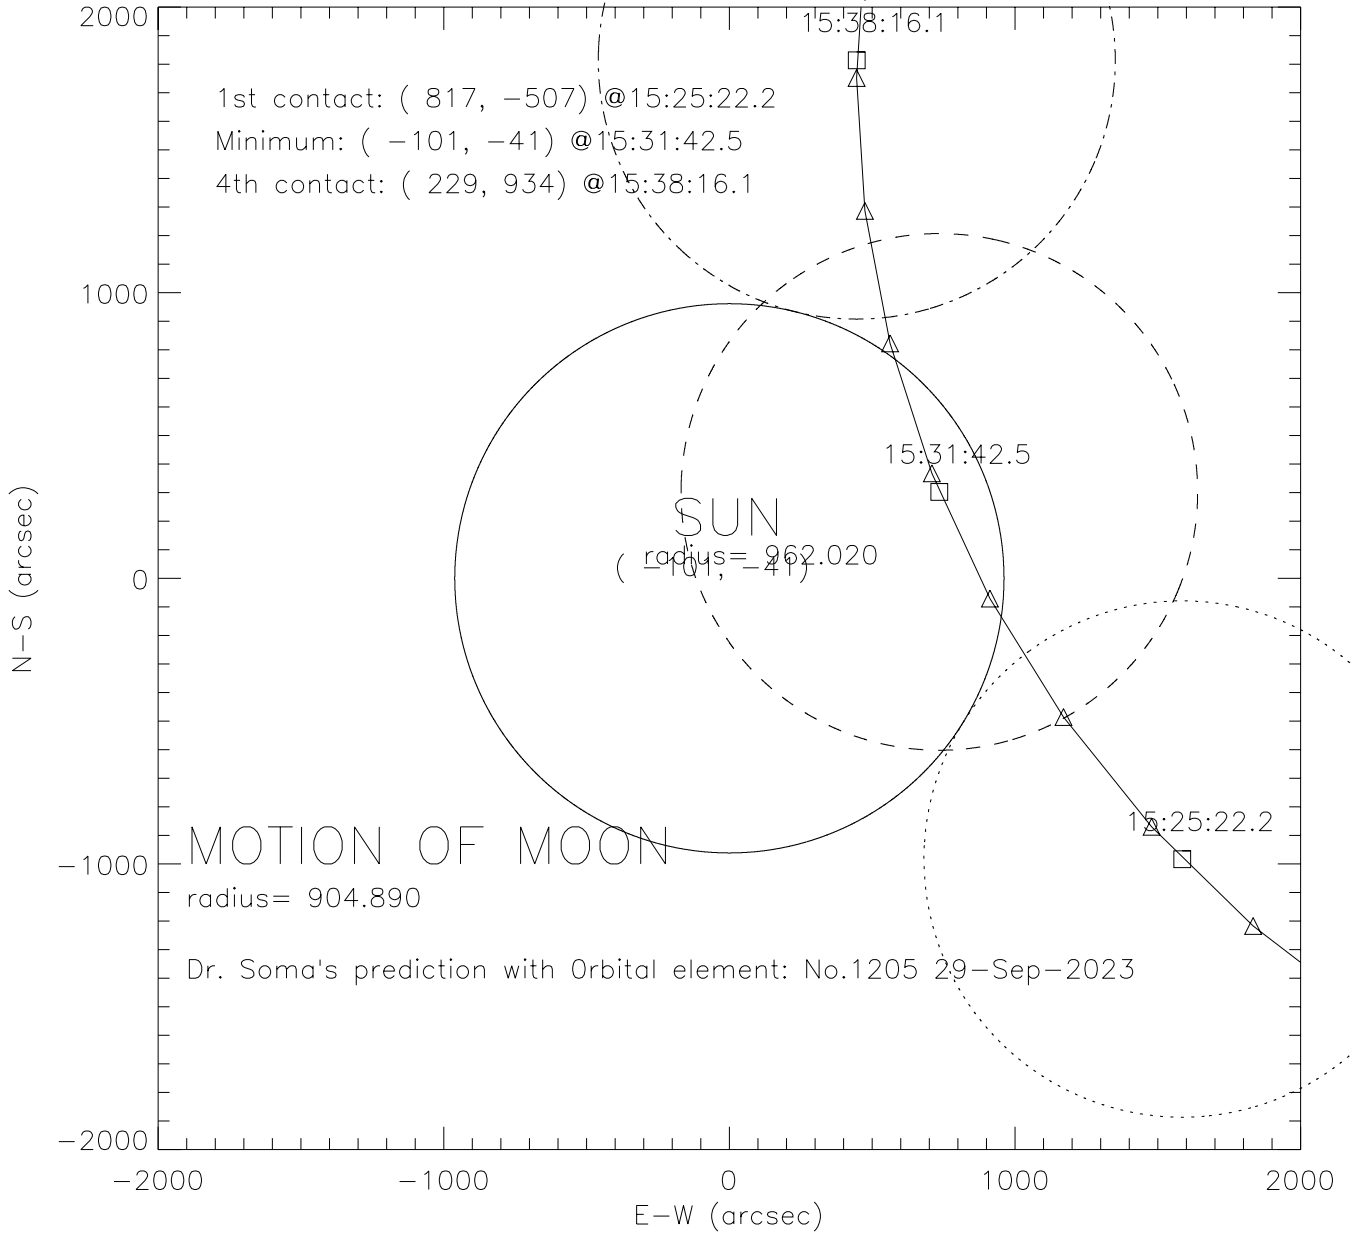 2000
15:38:16.1
1st contact: ( 817, −507) @15:25:22.2
Minimum: ( −101, −41) @15:31:42.5
4th contact: ( 229, 934) @15:38:16.1
1000
15:31:42.5
SUN
radius= 962.020
( −101, −41)
0
N−S (arcsec)
15:25:22.2
MOTION OF MOON
−1000
radius= 904.890
Dr. Soma's prediction with Orbital element: No.1205 29−Sep−2023
−2000
−2000 −1000 0 1000 2000
E−W (arcsec)